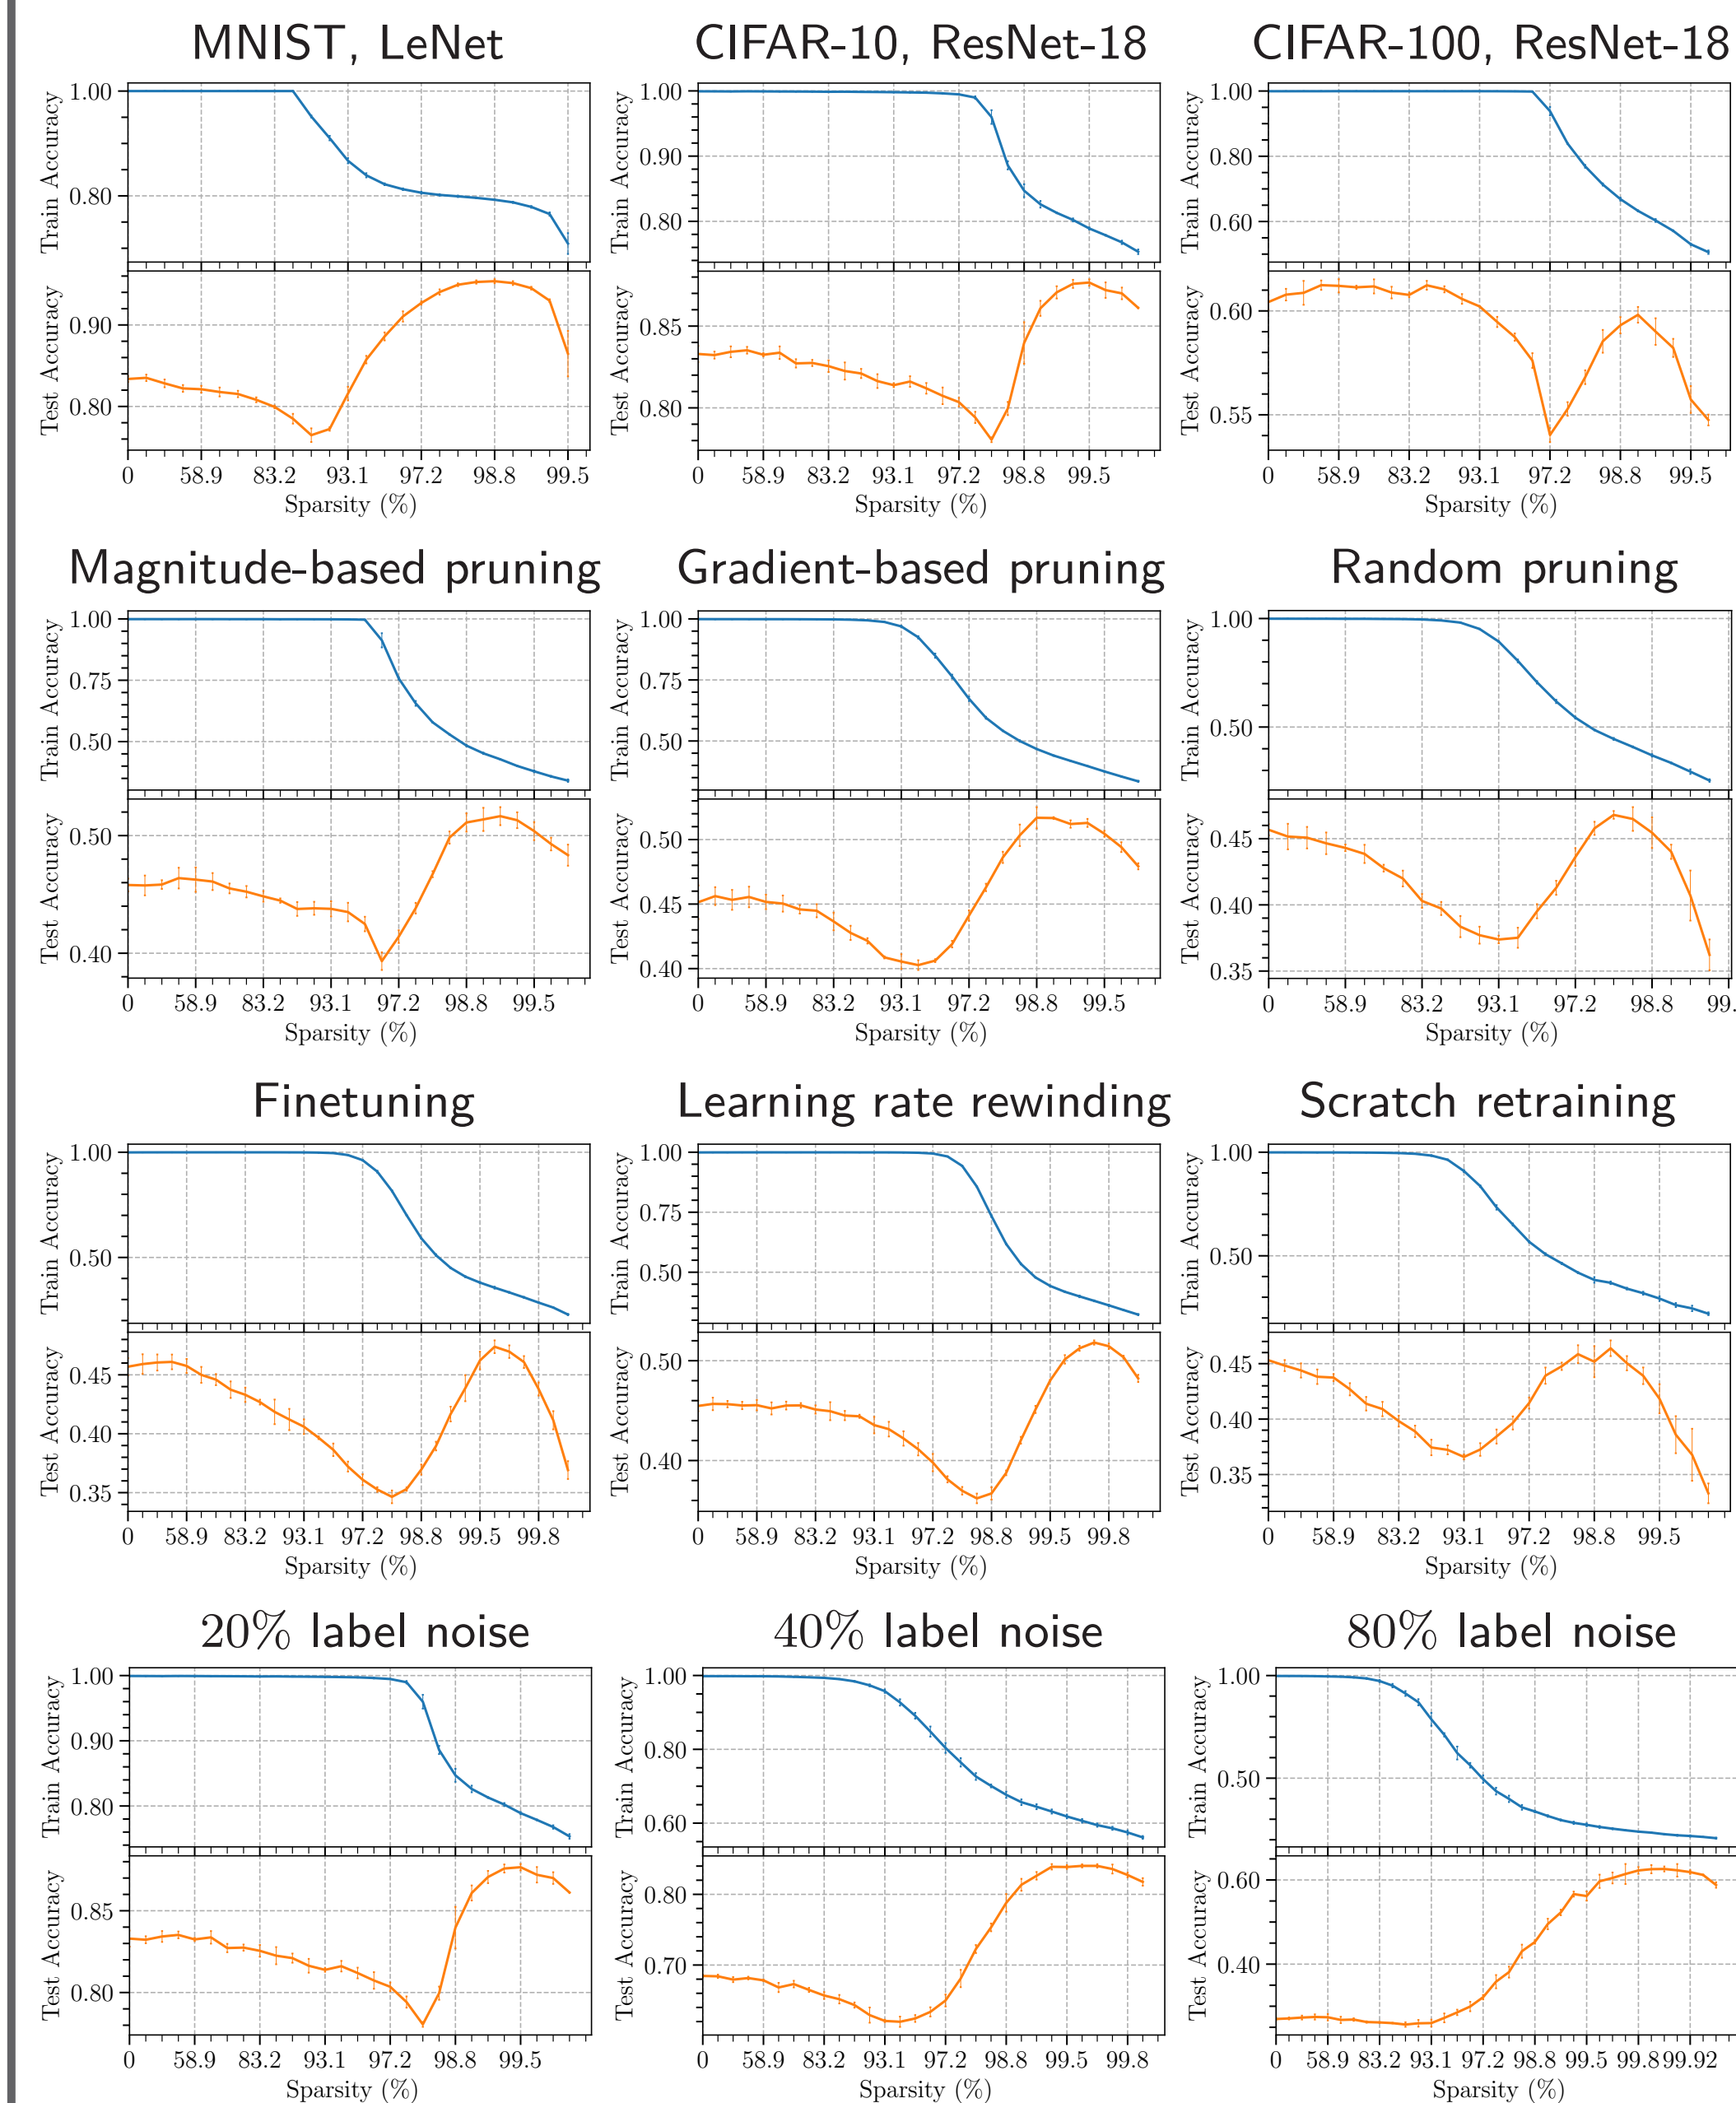 MNIST, LeNet
CIFAR-10, ResNet-18
CIFAR-100, ResNet-18
Train Accuracy
1.00
0.80
Test Accuracy
0.90
0.80
0 58.9 83.2 93.1 97.2 98.8 99.5
Sparsity (%)
Train Accuracy
1.00
0.90
0.80
Test Accuracy
0.85
0.80
0 58.9 83.2 93.1 97.2 98.8 99.5
Sparsity (%)
Train Accuracy
1.00
0.80
0.60
Test Accuracy
0.60
0.55
0 58.9 83.2 93.1 97.2 98.8 99.5
Sparsity (%)
Magnitude-based pruning
Gradient-based pruning
Random pruning
Train Accuracy
1.00
0.75
0.50
Test Accuracy
0.50
0.40
0 58.9 83.2 93.1 97.2 98.8 99.5
Sparsity (%)
Train Accuracy
1.00
0.75
0.50
Test Accuracy
0.50
0.45
0.40
0 58.9 83.2 93.1 97.2 98.8 99.5
Sparsity (%)
Train Accuracy
1.00
0.50
Test Accuracy
0.45
0.40
0.35
0 58.9 83.2 93.1 97.2 98.8 99.
Sparsity (%)
Finetuning
Learning rate rewinding
Scratch retraining
Train Accuracy
1.00
0.50
Test Accuracy
0.45
0.40
0.35
0 58.9 83.2 93.1 97.2 98.8 99.5 99.8
Sparsity (%)
Train Accuracy
1.00
0.75
0.50
Test Accuracy
0.50
0.40
0 58.9 83.2 93.1 97.2 98.8 99.5 99.8
Sparsity (%)
Train Accuracy
1.00
0.50
Test Accuracy
0.45
0.40
0.35
0 58.9 83.2 93.1 97.2 98.8 99.5
Sparsity (%)
20% label noise
40% label noise
80% label noise
Train Accuracy
1.00
0.90
0.80
Test Accuracy
0.85
0.80
0 58.9 83.2 93.1 97.2 98.8 99.5
Sparsity (%)
Train Accuracy
1.00
0.80
0.60
Test Accuracy
0.80
0.70
0 58.9 83.2 93.1 97.2 98.8 99.5 99.8
Sparsity (%)
Train Accuracy
1.00
0.50
Test Accuracy
0.60
0.40
0 58.9 83.2 93.1 97.2 98.8 99.5 99.8 99.92
Sparsity (%)